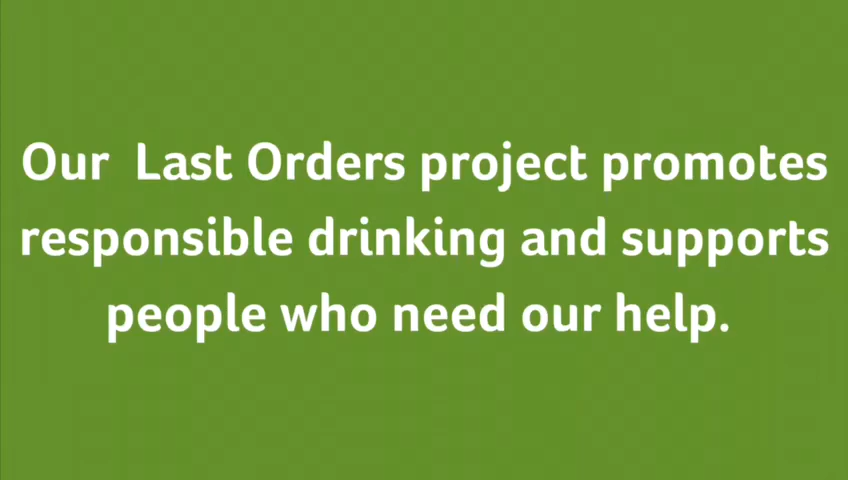 Our  Last Orders project promotes
responsible drinking and supports
people who need our help.